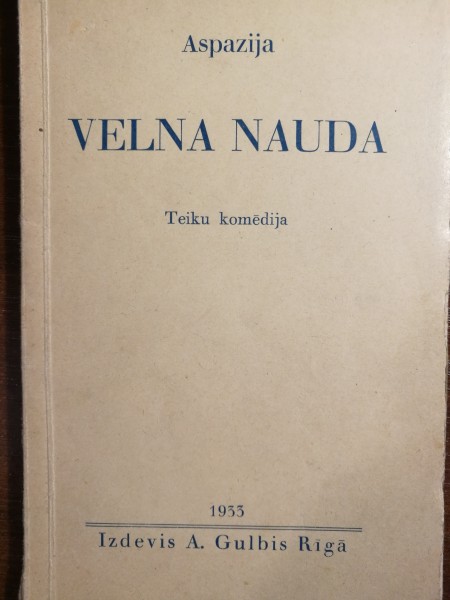 Aspazija
VELNA NAUDA
Teiku komēdija
1933
Izdevis A. Gulbis Rīgā